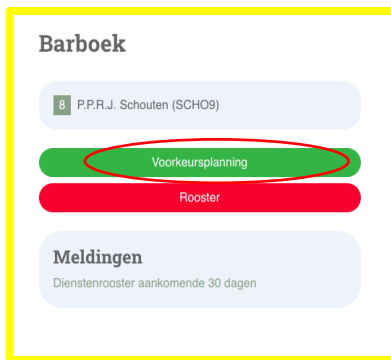 Barboek
8 P.P.R.J. Schouten (SCHO9)
Voorkeursplanning
Rooster
Meldingen
Dienstenrooster aankomende 30 dagen